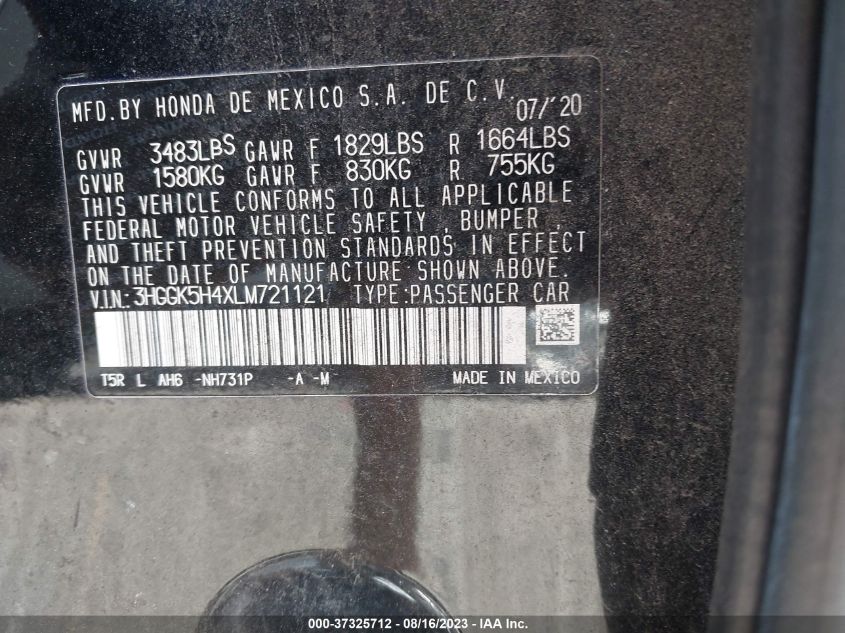 MFD. BY HONDA DE MEXICO S.A. DE C.V. 07/'20
GVWR 3483LBS GAWR F 1829LBS R 1664LBS
GVWR 1580KG GAWR F 830KG R 755KG
THIS VEHICLE CONFORMS TO ALL APPLICABLE
FEDERAL MOTOR VEHICLE SAFETY , BUMPER ,
AND THEFT PREVENTION STANDARDS IN EFFECT
ON THE DATE OF MANUFACTURE SHOWN ABOVE.
V.I.N.: 3HGGK5H4XLM721121 TYPE:PASSENGER CAR
T5R L AH6 -NH731P -A -M MADE IN MEXICO
000-37325712 - 08/16/2023 - IAA Inc.